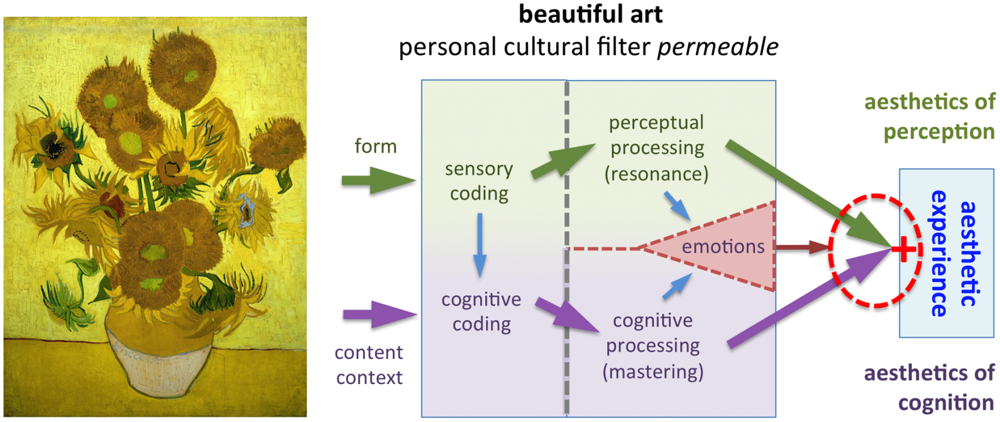 beautiful art
personal cultural filter permeable
form
content
context
sensory
coding
cognitive
coding
perceptual
processing
(resonance)
emotions
cognitive
processing
(mastering)
aesthetics of
perception
aesthetic
experience
aesthetics of
cognition